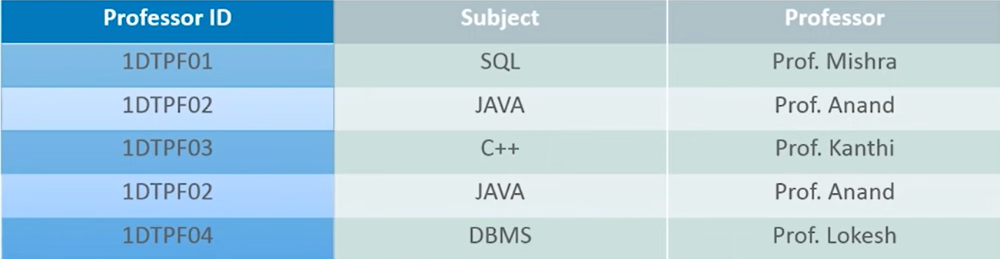 Professor ID Subject Professor
1DTPF01 SQL Prof. Mishra
1DTPF02 JAVA Prof. Anand
1DTPF03 C++ Prof. Kanthi
1DTPF02 JAVA Prof. Anand
1DTPF04 DBMS Prof. Lokesh